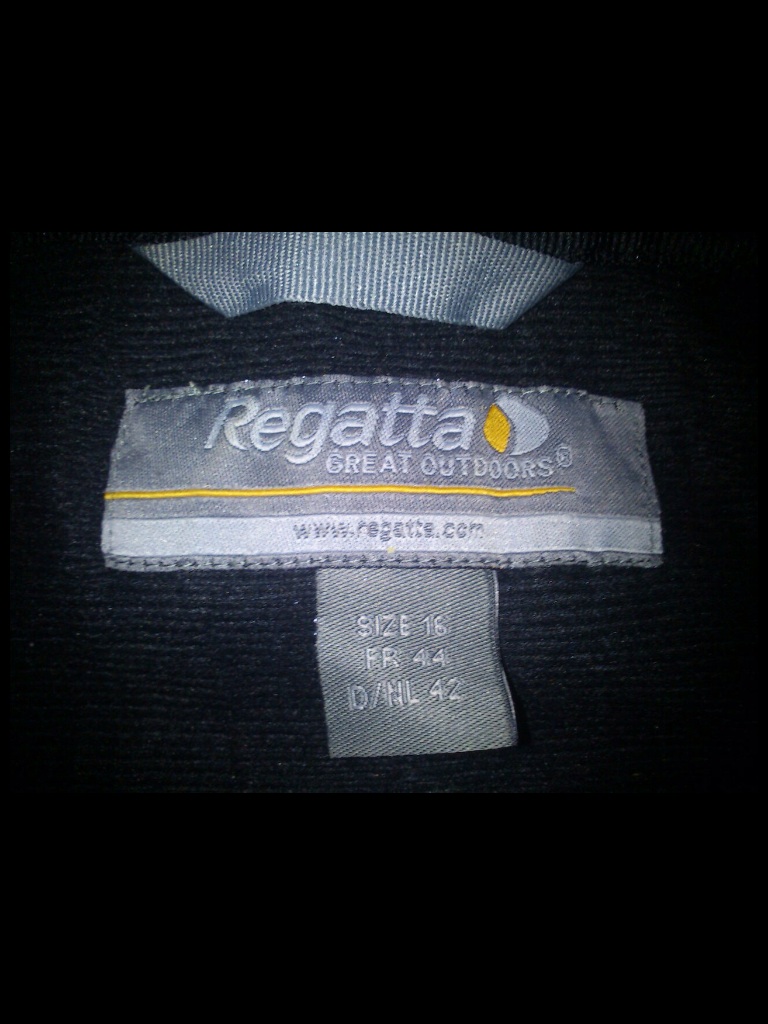 Regatta
GREAT OUTDOORS®
www.regatta.com
SIZE 16
FR 44
D/NL 42